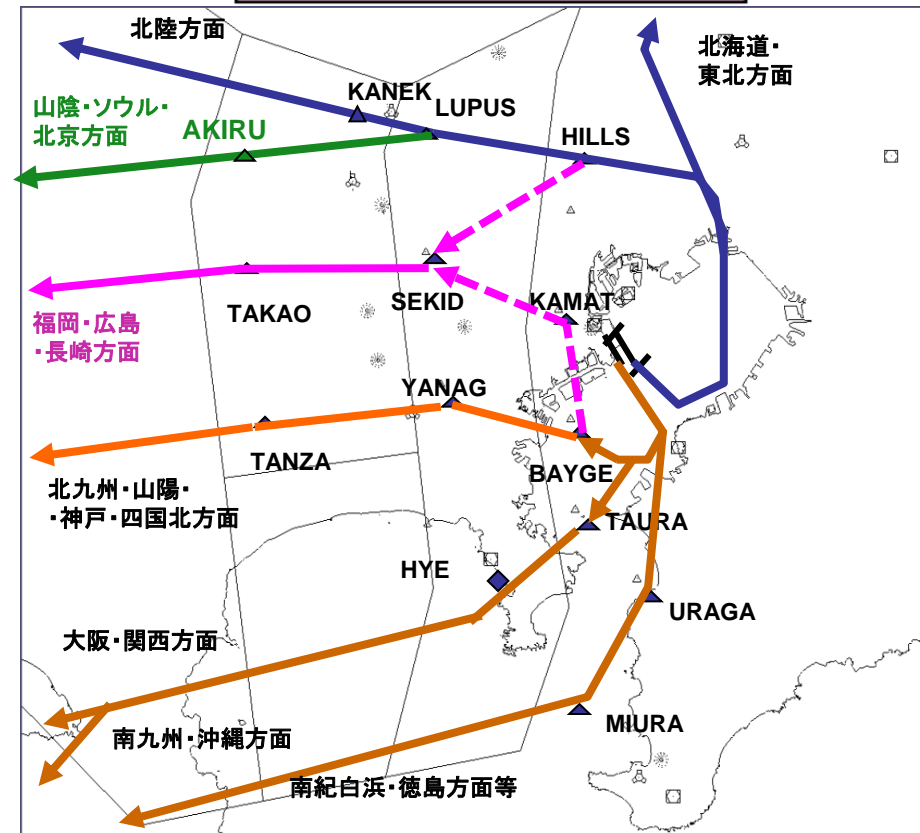 北陸方面
北海道・
東北方面
KANEK
LUPUS
山陰・ソウル・
北京方面
AKIRU
HILLS
TAKAO
SEKID
KAMAT
福岡・広島
・長崎方面
YANAG
TANZA
BAYGE
北九州・山陽・
・神戸・四国北方面
TAURA
HYE
URAGA
大阪・関西方面
MIURA
南九州・沖縄方面
南紀白浜・徳島方面等